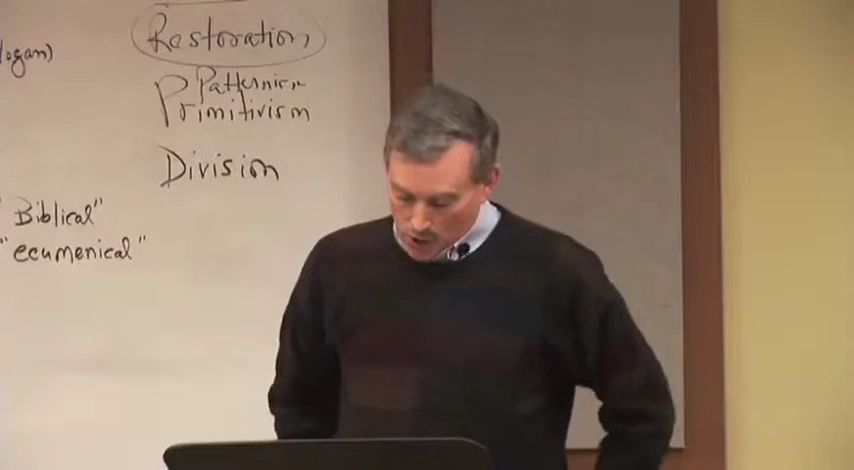 Restoration
logan)
Patternism
Primitivism
Division
"Biblical"
"ecumenical"